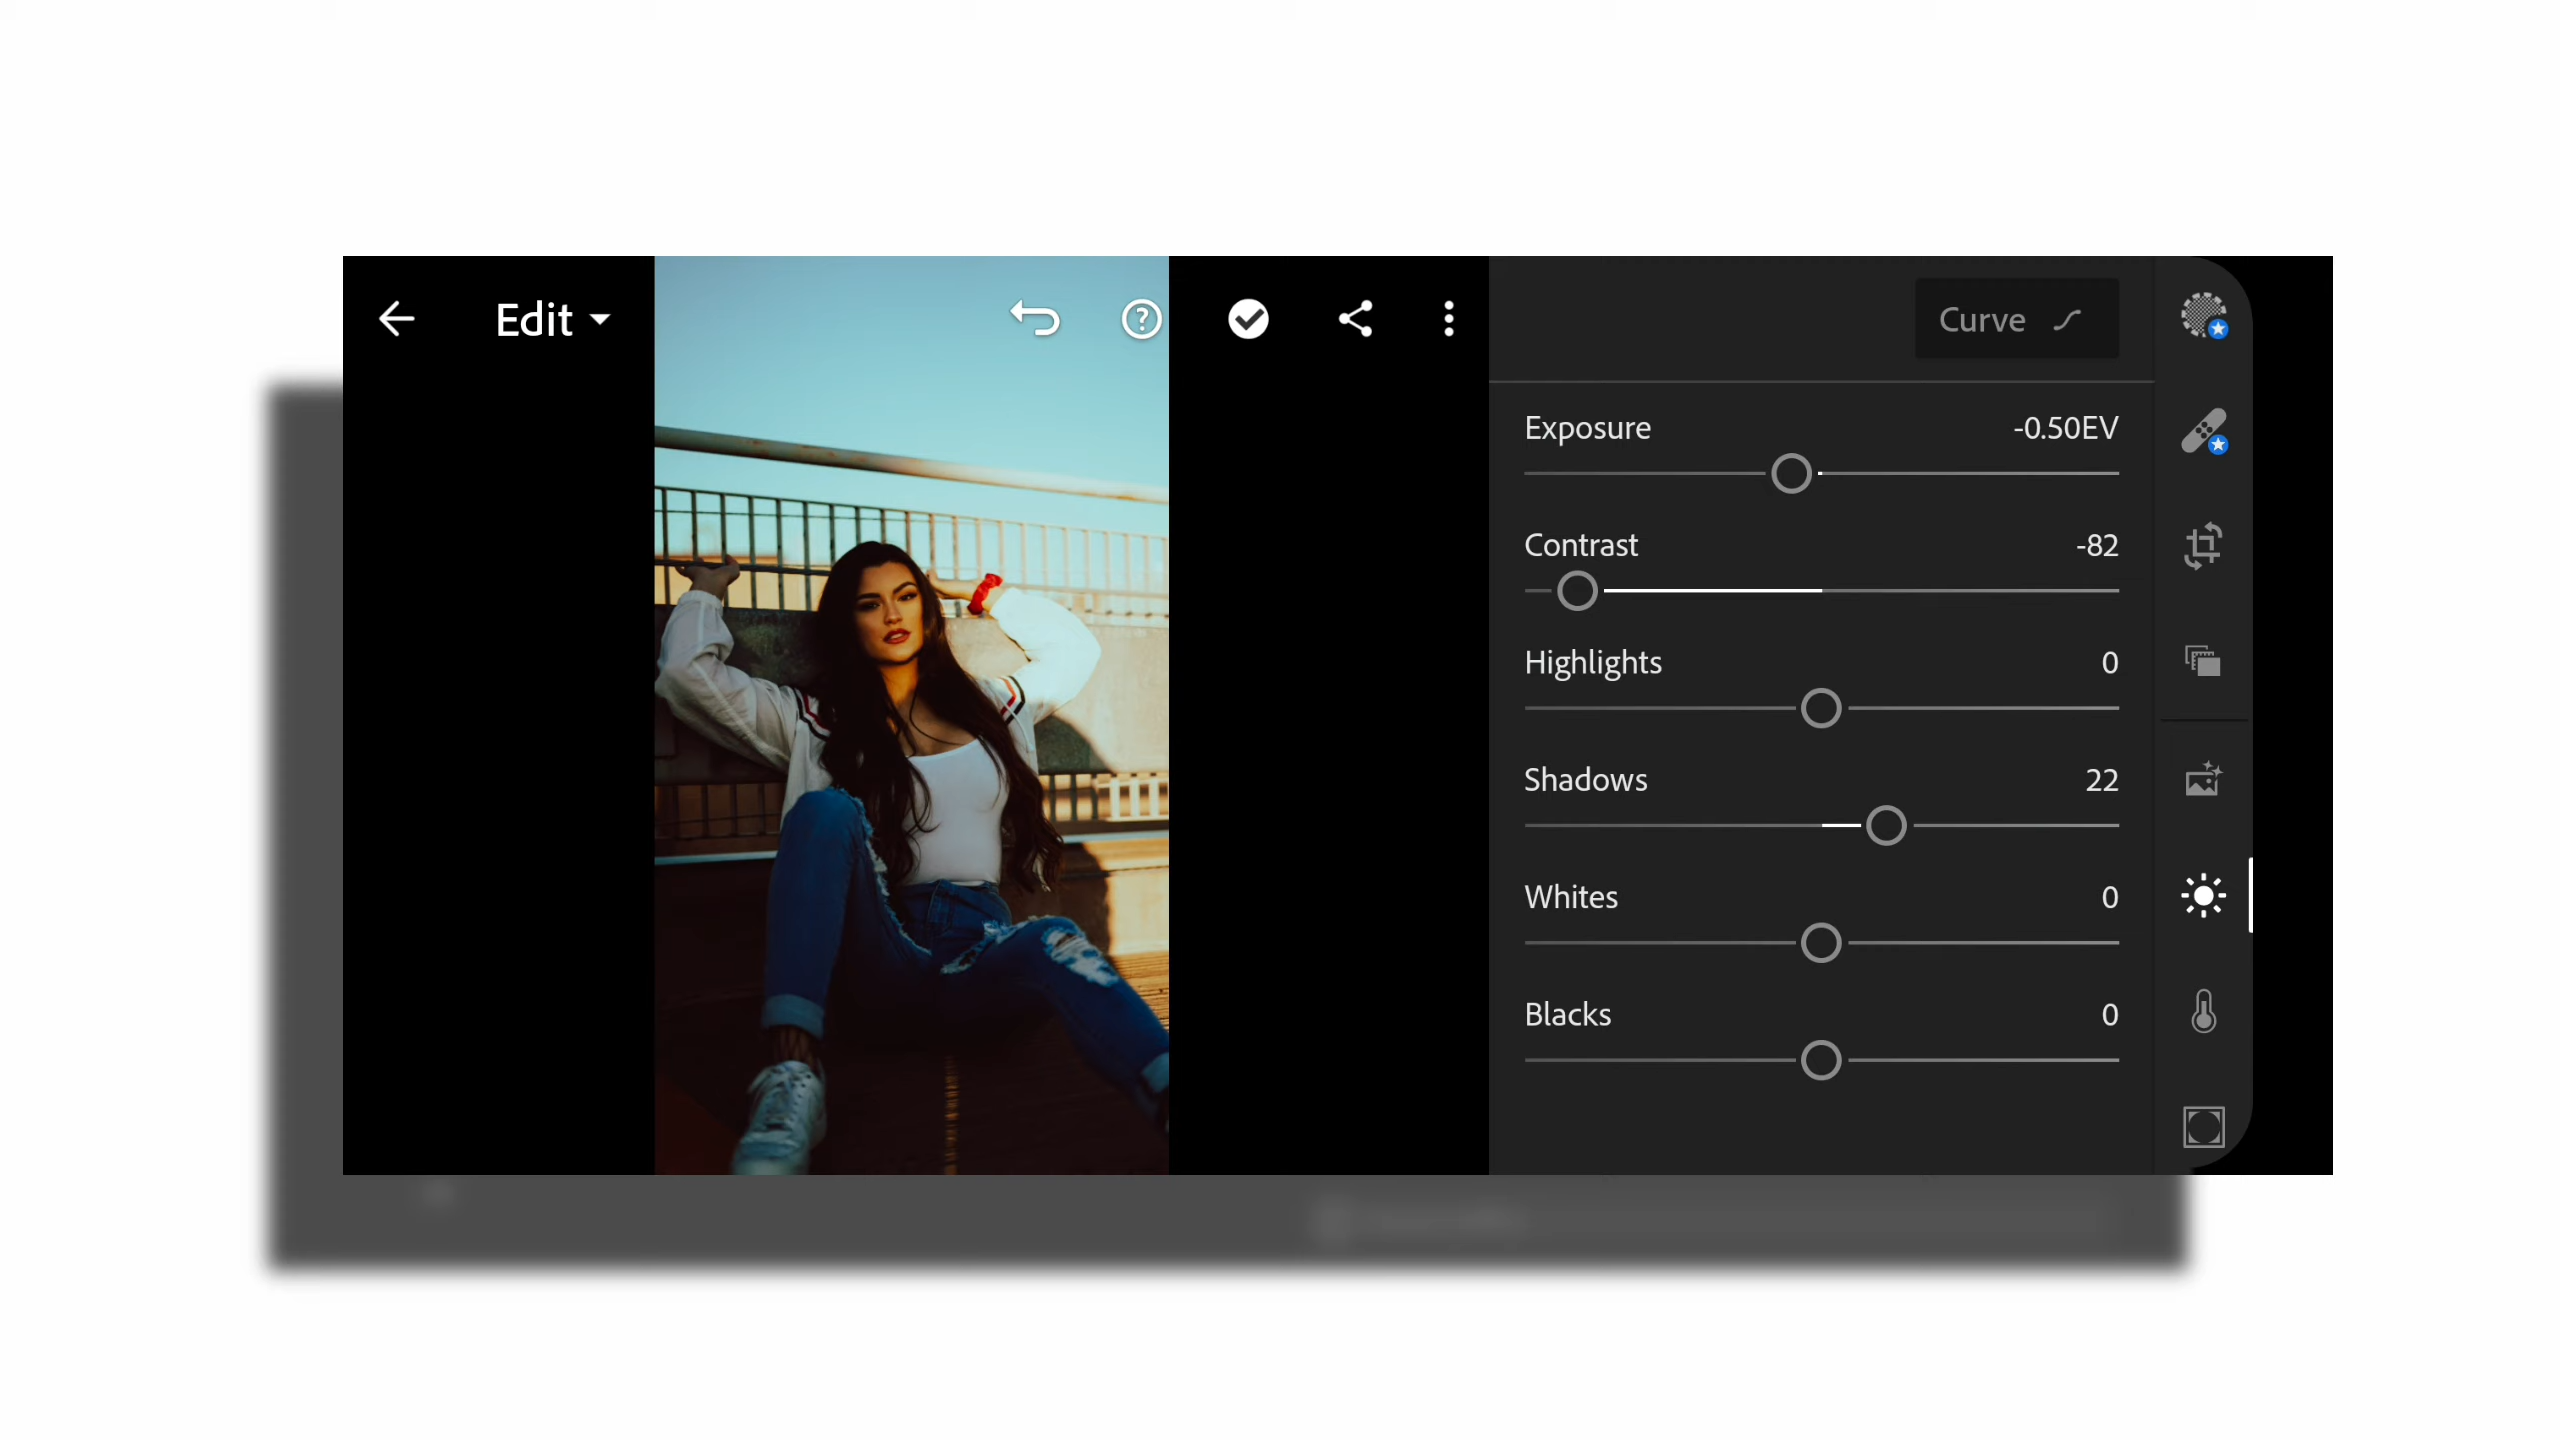 Edit
Curve
Exposure -0.50EV
Contrast -82
Highlights 0
Shadows 22
Whites 0
Blacks 0